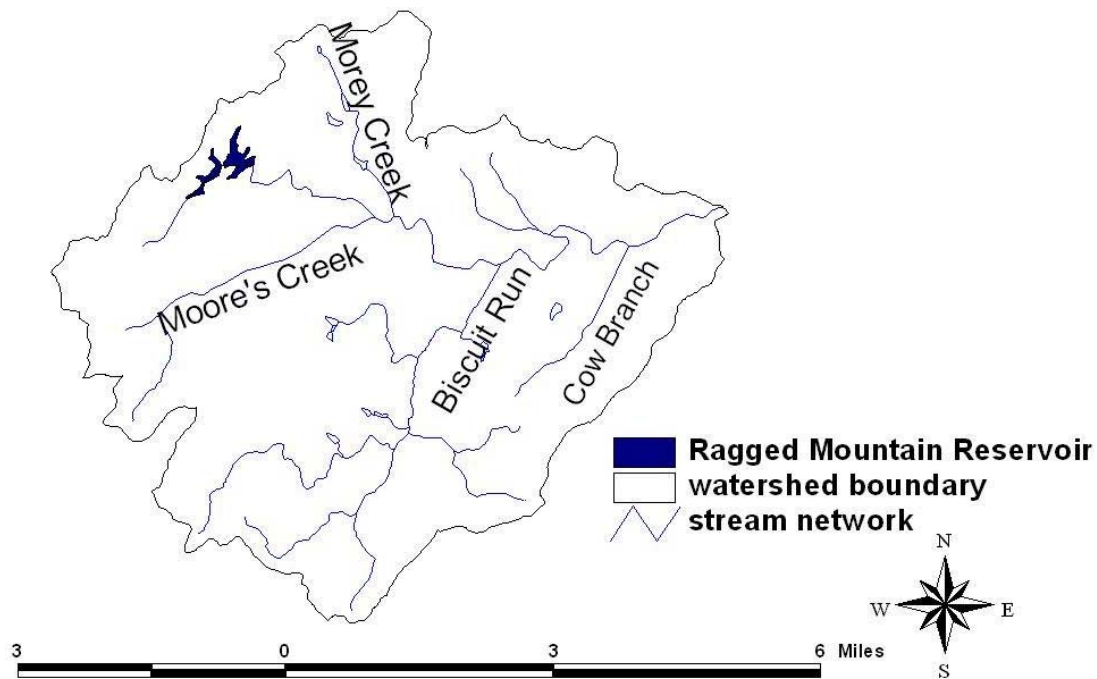 Morey Creek
Moore's Creek
Biscuit Run
Cow Branch
Ragged Mountain Reservoir
watershed boundary
stream network
N
W E
S
3 0 3 6 Miles